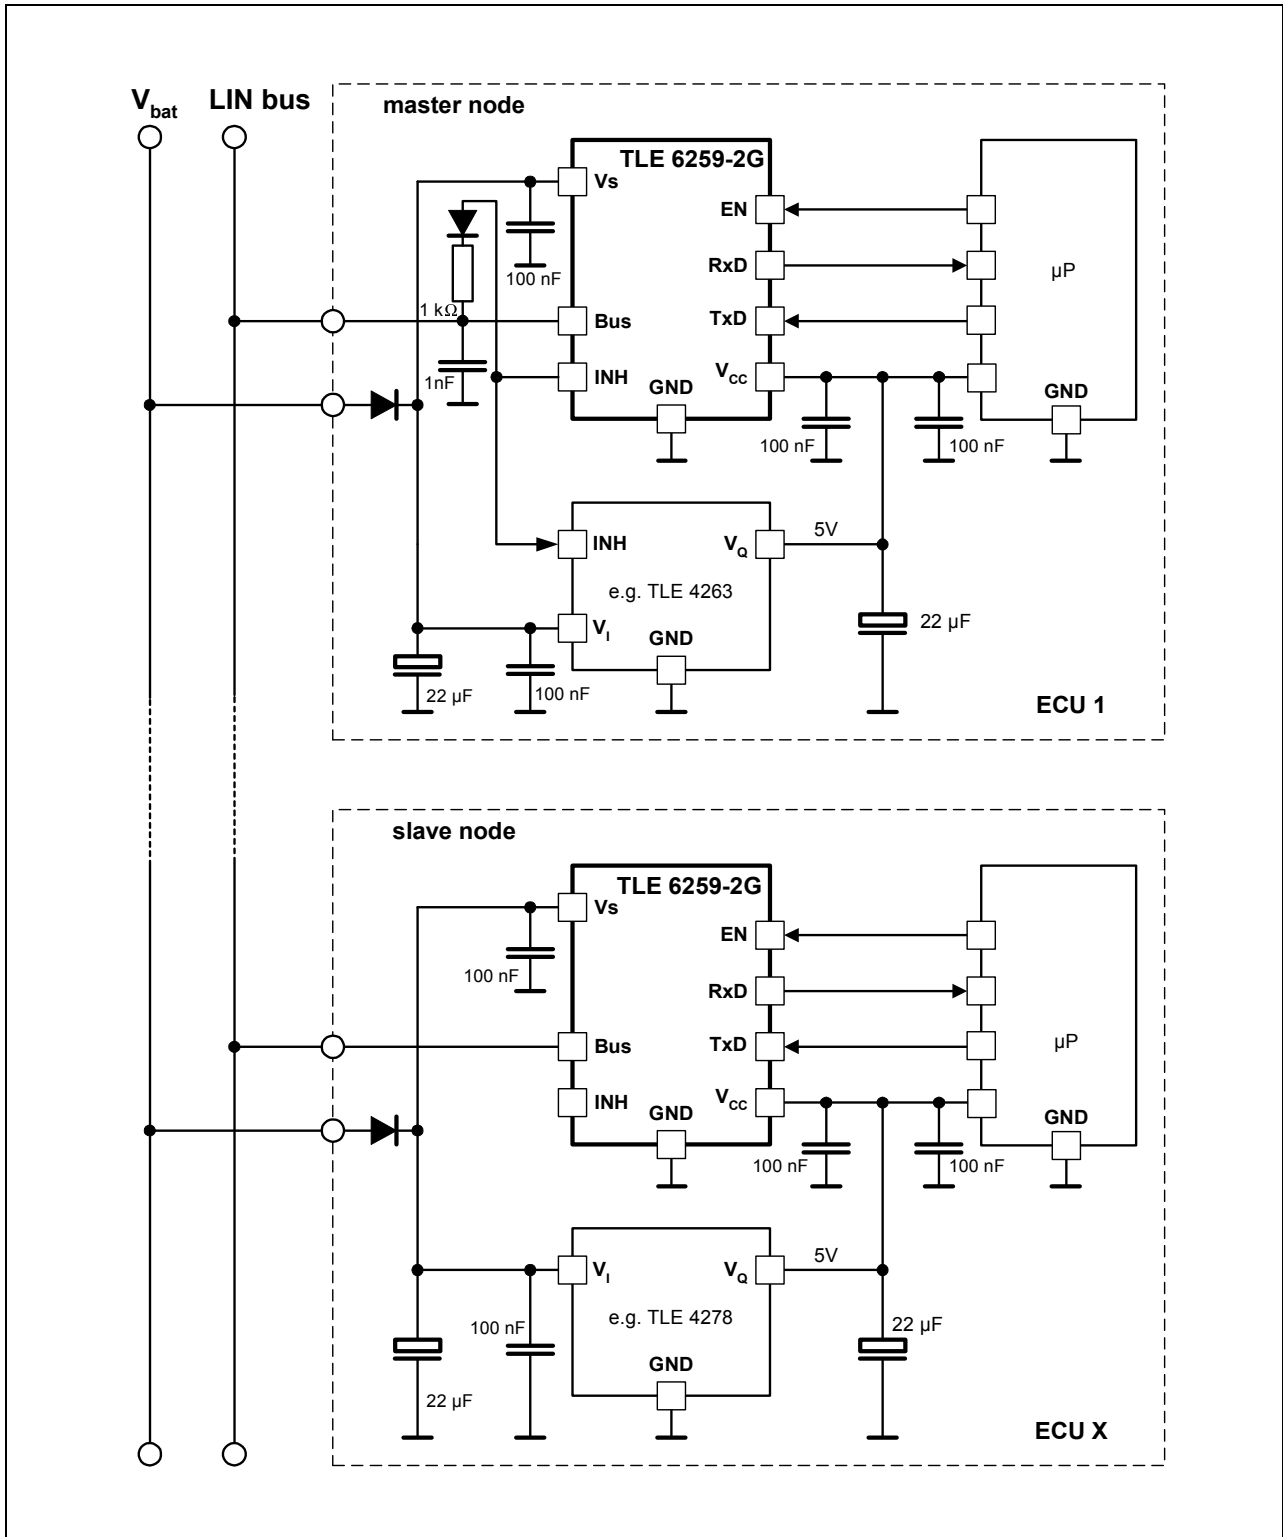 V_bat LIN bus
master node
TLE 6259-2G
Vs
EN
100 nF
RxD
µP
1 kΩ
Bus
TxD
1nF
INH
GND
V_CC
GND
100 nF
100 nF
INH
V_Q
5V
e.g. TLE 4263
22 µF
V_I
GND
22 µF
100 nF
ECU 1
slave node
TLE 6259-2G
Vs
EN
100 nF
RxD
Bus
TxD
µP
INH
GND
V_CC
GND
100 nF
100 nF
V_I
V_Q
5V
e.g. TLE 4278
100 nF
22 µF
GND
22 µF
ECU X